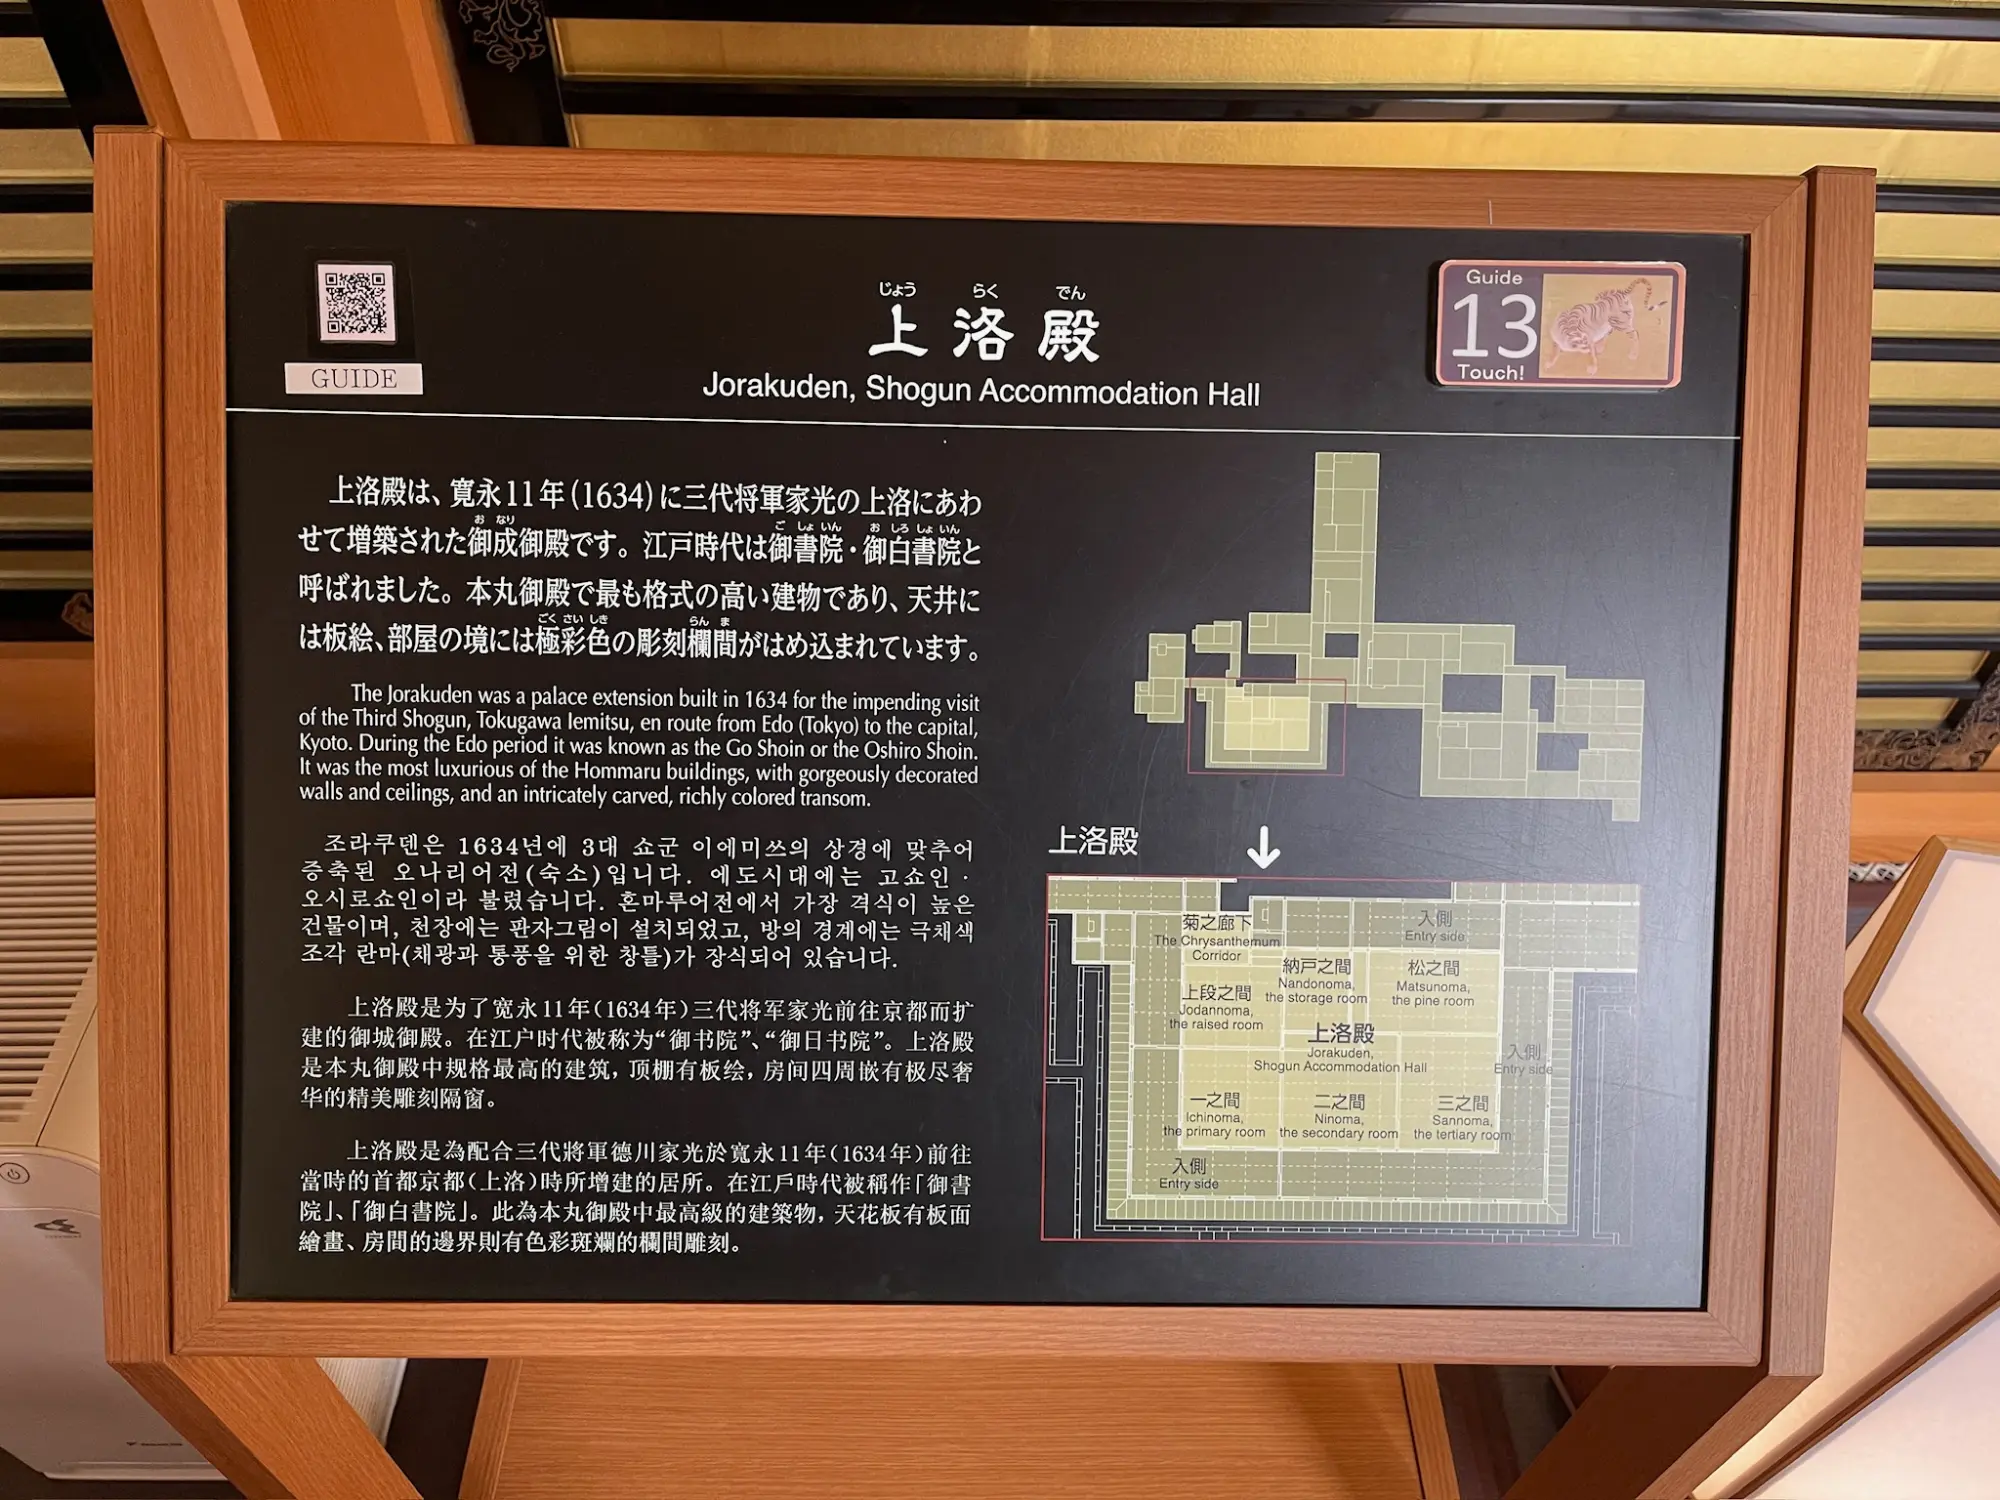 GUIDE
じょう らく でん
上洛殿
Jorakuden, Shogun Accommodation Hall
Guide
13
Touch!
上洛殿は、寛永11年(1634)に三代将軍家光の上洛にあわ
せて増築された御成御殿です。江戸時代は御書院・御白書院と
呼ばれました。本丸御殿で最も格式の高い建物であり、天井に
は板絵、部屋の境には極彩色の彫刻欄間がはめ込まれています。
The Jorakuden was a palace extension built in 1634 for the impending visit
of the Third Shogun, Tokugawa Iemitsu, en route from Edo (Tokyo) to the capital,
Kyoto. During the Edo period it was known as the Go Shoin or the Oshiro Shoin.
It was the most luxurious of the Hommaru buildings, with gorgeously decorated
walls and ceilings, and an intricately carved, richly colored transom.
조라쿠덴은 1634년에 3대 쇼군 이에미쓰의 상경에 맞추어
증축된 오나리어전(숙소)입니다. 에도시대에는 고쇼인 ·
오시로쇼인이라 불렸습니다. 혼마루어전에서 가장 격식이 높은
건물이며, 천장에는 판자그림이 설치되었고, 방의 경계에는 극채색
조각 란마(채광과 통풍을 위한 창틀)가 장식되어 있습니다.
上洛殿是为了宽永11年(1634年)三代将军家光前往京都而扩
建的御城御殿。在江户时代被称为“御书院”、“御日书院”。上洛殿
是本丸御殿中规格最高的建筑，顶棚有板绘，房间四周嵌有极尽奢
华的精美雕刻隔窗。
上洛殿是為配合三代將軍德川家光於寬永11年(1634年)前往
當時的首都京都(上洛)時所增建的居所。在江戶時代被稱作「御書
院」、「御白書院」。此為本丸御殿中最高級的建築物，天花板有板面
繪畫、房間的邊界則有色彩斑斕的欄間雕刻。
上洛殿
菊之廊下
The Chrysanthemum
Corridor
入側
Entry side
納戸之間
Nandonoma,
the storage room
松之間
Matsunoma,
the pine room
上段之間
Jodannoma,
the raised room
上洛殿
Jorakuden,
Shogun Accommodation Hall
入側
Entry side
一之間
Ichinoma,
the primary room
二之間
Ninoma,
the secondary room
三之間
Sannoma,
the tertiary room
入側
Entry side